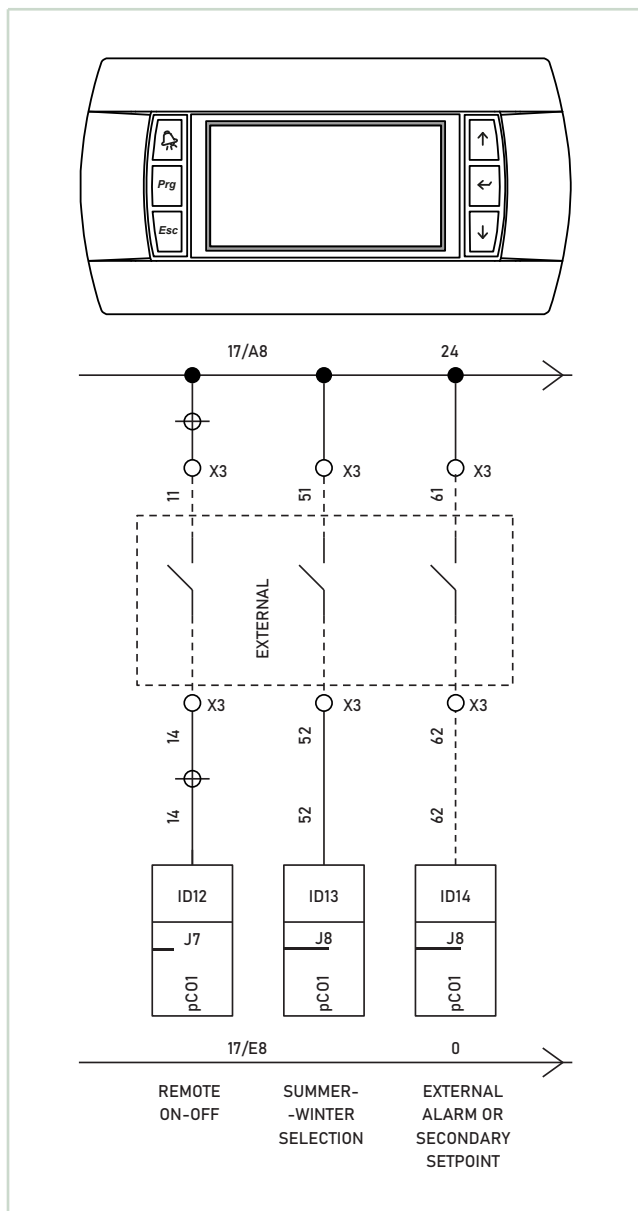 Prg
Esc
17/A8 24
X3 X3 X3
11 51 61
EXTERNAL
X3 X3 X3
14 52 62
14 52 62
ID12 ID13 ID14
J7 J8 J8
pCO1 pCO1 pCO1
17/E8 0
REMOTE
ON-OFF
SUMMER-
-WINTER
SELECTION
EXTERNAL
ALARM OR
SECONDARY
SETPOINT